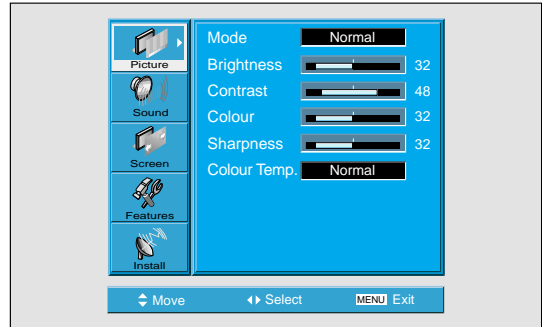 Picture
Sound
Screen
Features
Install
Mode Normal
Brightness 32
Contrast 48
Colour 32
Sharpness 32
Colour Temp. Normal
Move Select MENU Exit